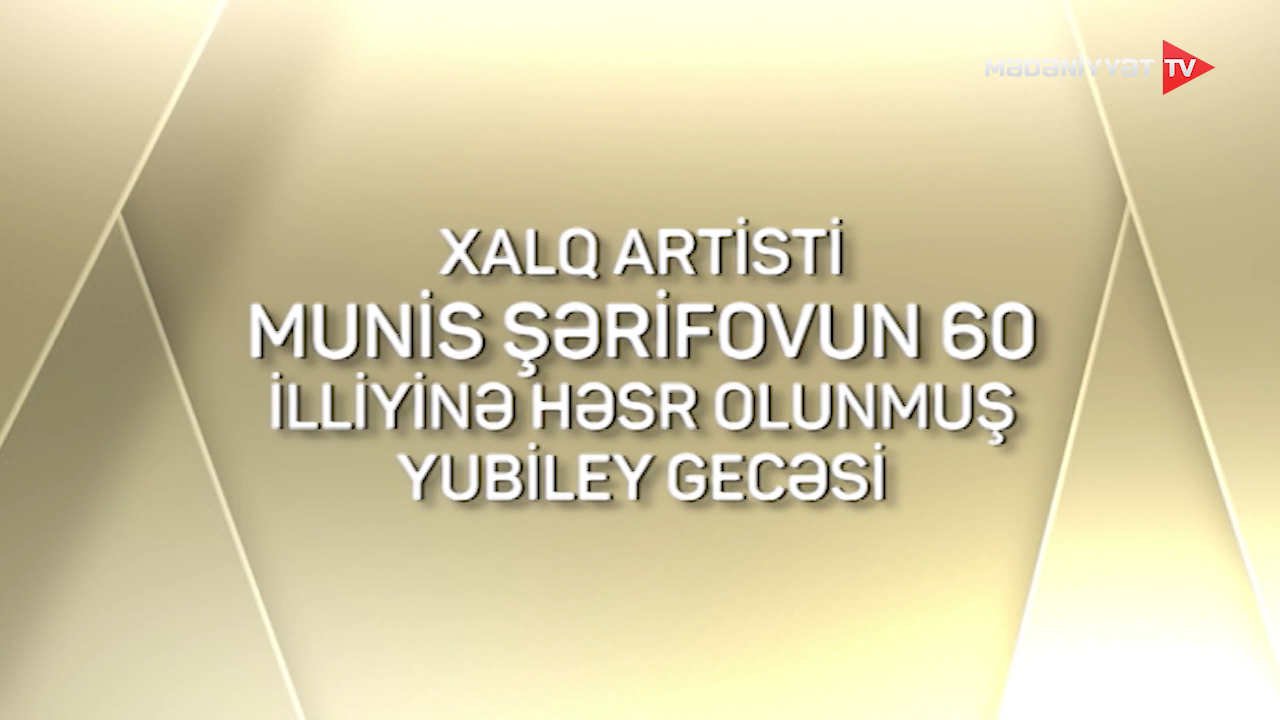 MƏDƏNİYYƏT TV
XALQ ARTİSTİ
MUNİS ŞƏRİFOVUN 60
İLLİYİNƏ HƏSR OLUNMUŞ
YUBİLEY GECƏSİ